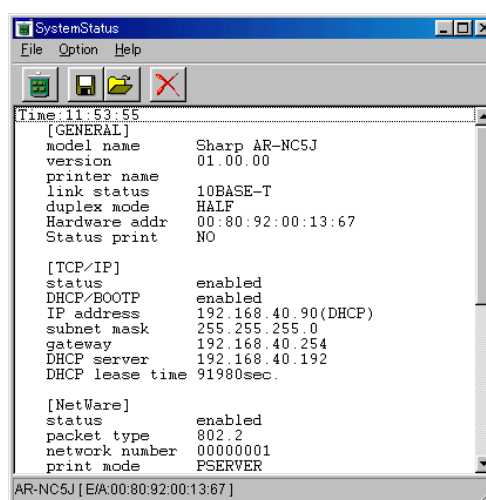 SystemStatus
File Option Help
Time:11:53:55
[GENERAL]
model name Sharp AR-NC5J
version 01.00.00
printer name
link status 10BASE-T
duplex mode HALF
Hardware addr 00:80:92:00:13:67
Status print NO
[TCP/IP]
status enabled
DHCP/BOOTP enabled
IP address 192.168.40.90(DHCP)
subnet mask 255.255.255.0
gateway 192.168.40.254
DHCP server 192.168.40.192
DHCP lease time 91980sec.
[NetWare]
status enabled
packet type 802.2
network number 00000001
print mode PSERVER
AR-NC5J [ E/A:00:80:92:00:13:67 ]